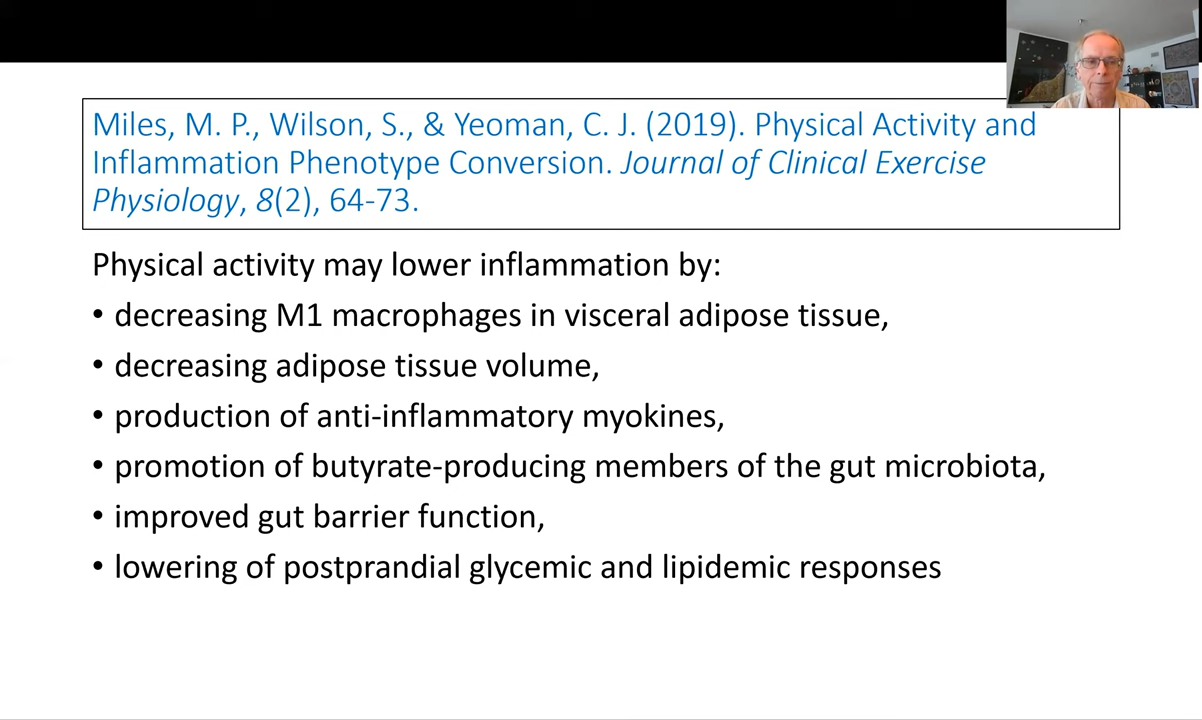 Miles, M. P., Wilson, S., & Yeoman, C. J. (2019). Physical Activity and
Inflammation Phenotype Conversion. Journal of Clinical Exercise
Physiology, 8(2), 64-73.
Physical activity may lower inflammation by:
• decreasing M1 macrophages in visceral adipose tissue,
• decreasing adipose tissue volume,
• production of anti-inflammatory myokines,
• promotion of butyrate-producing members of the gut microbiota,
• improved gut barrier function,
• lowering of postprandial glycemic and lipidemic responses